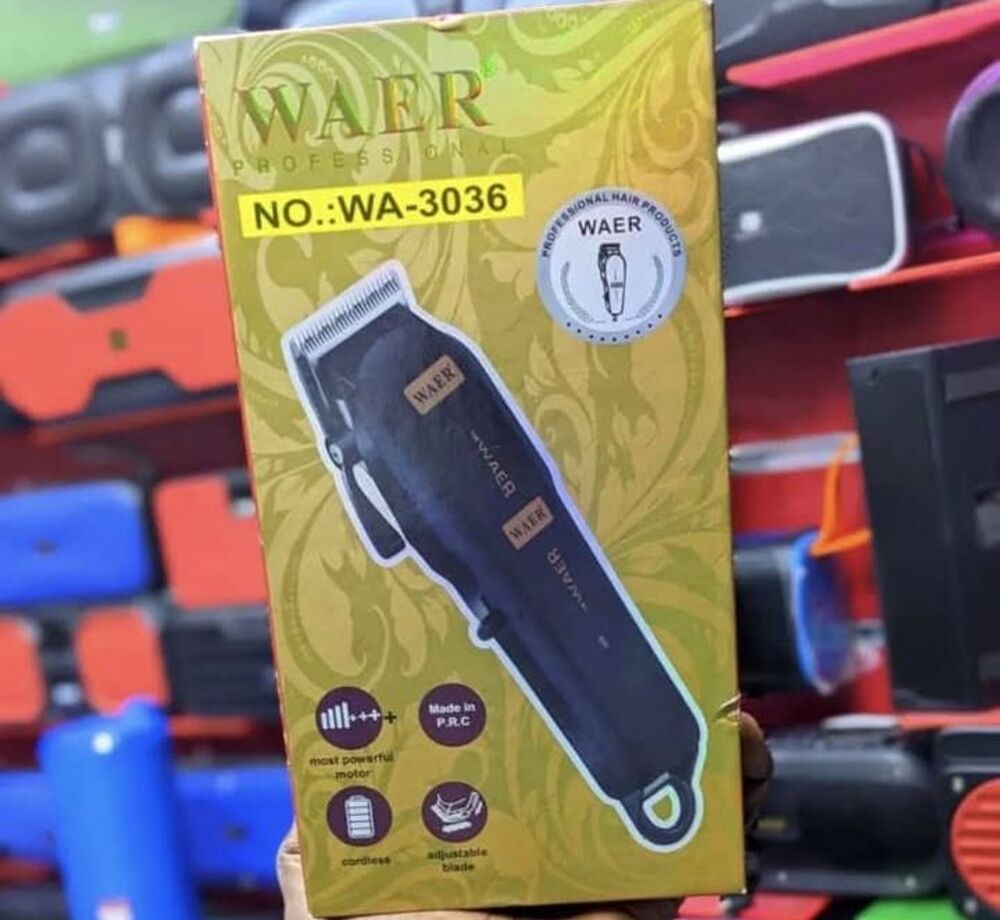 WAER
PROFESSIONAL
NO.:WA-3036
PROFESSIONAL HAIR PRODUCTS
WAER
WAER
WAER
WAER
WAER
Made in
P.R.C
most powerful
motor:
cordless
adjustable
blade